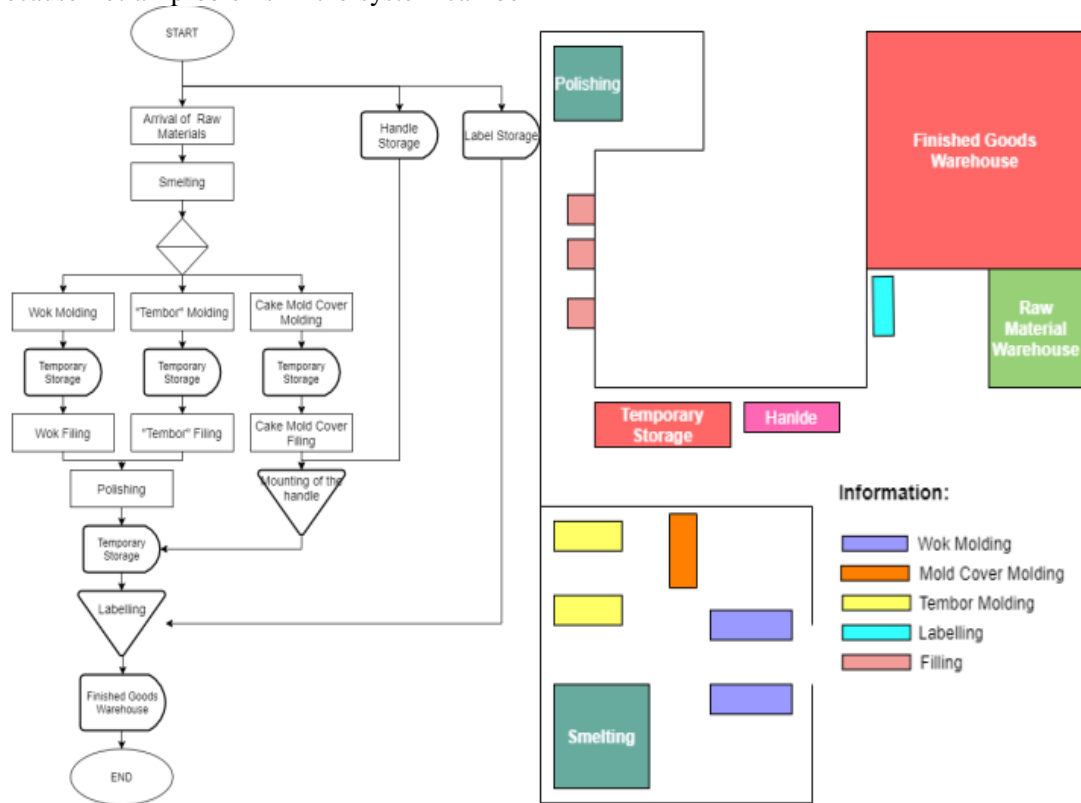 START
Arrival of Raw
Materials
Handle
Storage
Label Storage
Smelting
Wok Molding
"Tembor" Molding
Cake Mold Cover
Molding
Temporary
Storage
Temporary
Storage
Temporary
Storage
Wok Filing
"Tembor" Filing
Cake Mold Cover
Filing
Polishing
Mounting of the
handle
Temporary
Storage
Labelling
Finished Goods
Warehouse
END
Polishing
Finished Goods
Warehouse
Raw
Material
Warehouse
Temporary
Storage
Hanlde
Smelting
Information:
Wok Molding
Mold Cover Molding
Tembor Molding
Labelling
Filling